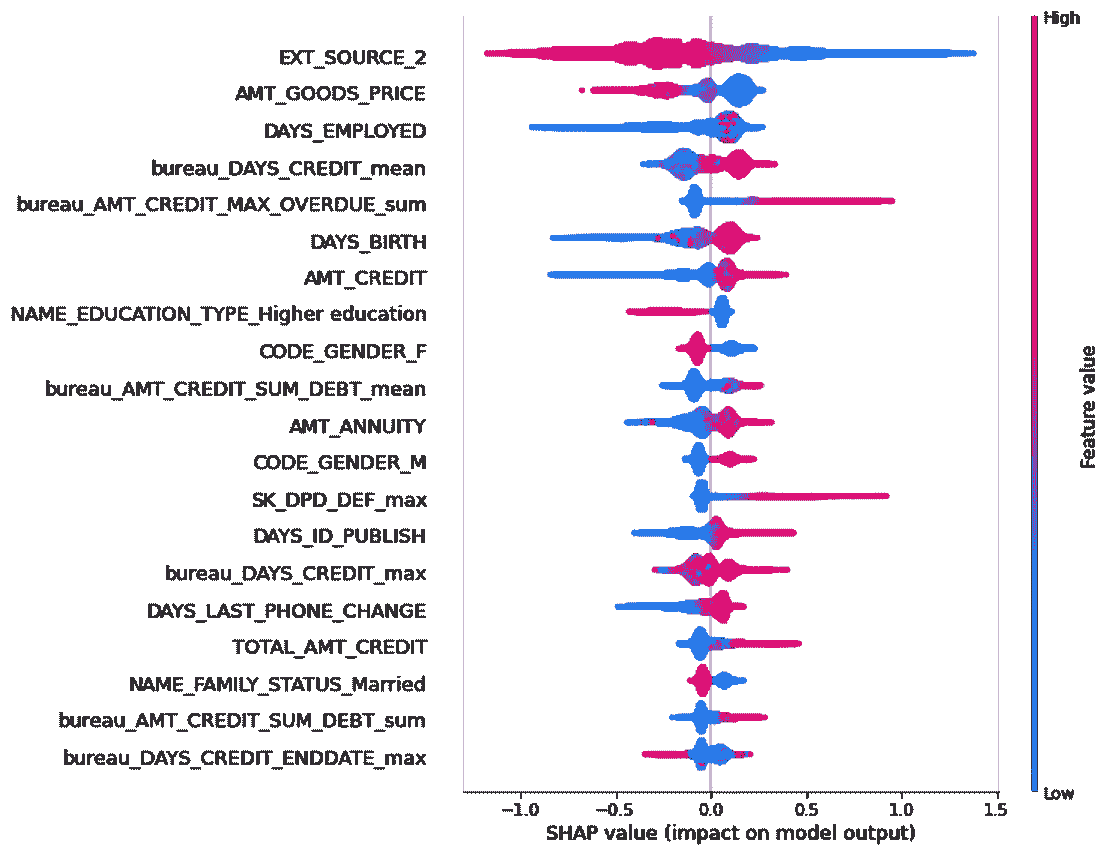 High
EXT_SOURCE_2
AMT_GOODS_PRICE
DAYS_EMPLOYED
bureau_DAYS_CREDIT_mean
bureau_AMT_CREDIT_MAX_OVERDUE_sum
DAYS_BIRTH
AMT_CREDIT
NAME_EDUCATION_TYPE_Higher education
CODE_GENDER_F
bureau_AMT_CREDIT_SUM_DEBT_mean
AMT_ANNUITY
CODE_GENDER_M
SK_DPD_DEF_max
DAYS_ID_PUBLISH
bureau_DAYS_CREDIT_max
DAYS_LAST_PHONE_CHANGE
TOTAL_AMT_CREDIT
NAME_FAMILY_STATUS_Married
bureau_AMT_CREDIT_SUM_DEBT_sum
bureau_DAYS_CREDIT_ENDDATE_max
Feature value
Low
−1.0 −0.5 0.0 0.5 1.0 1.5
SHAP value (impact on model output)